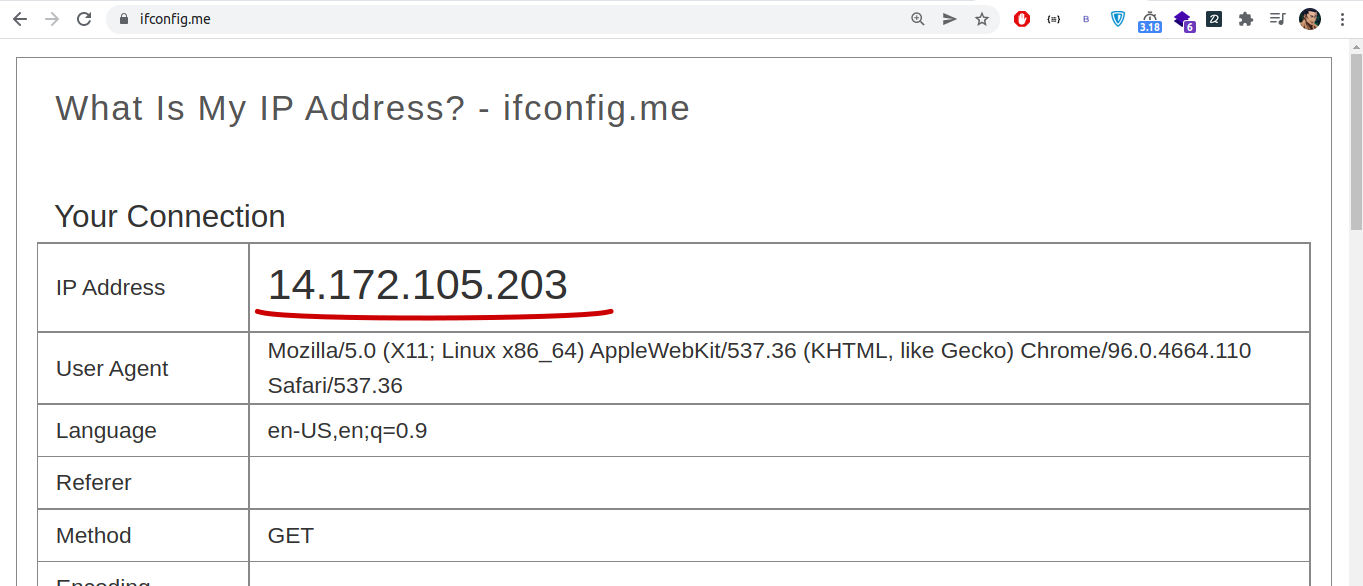 ifconfig.me
3.18
6
What Is My IP Address? - ifconfig.me
Your Connection
IP Address
14.172.105.203
User Agent
Mozilla/5.0 (X11; Linux x86_64) AppleWebKit/537.36 (KHTML, like Gecko) Chrome/96.0.4664.110
Safari/537.36
Language
en-US,en;q=0.9
Referer
Method
GET
Encoding